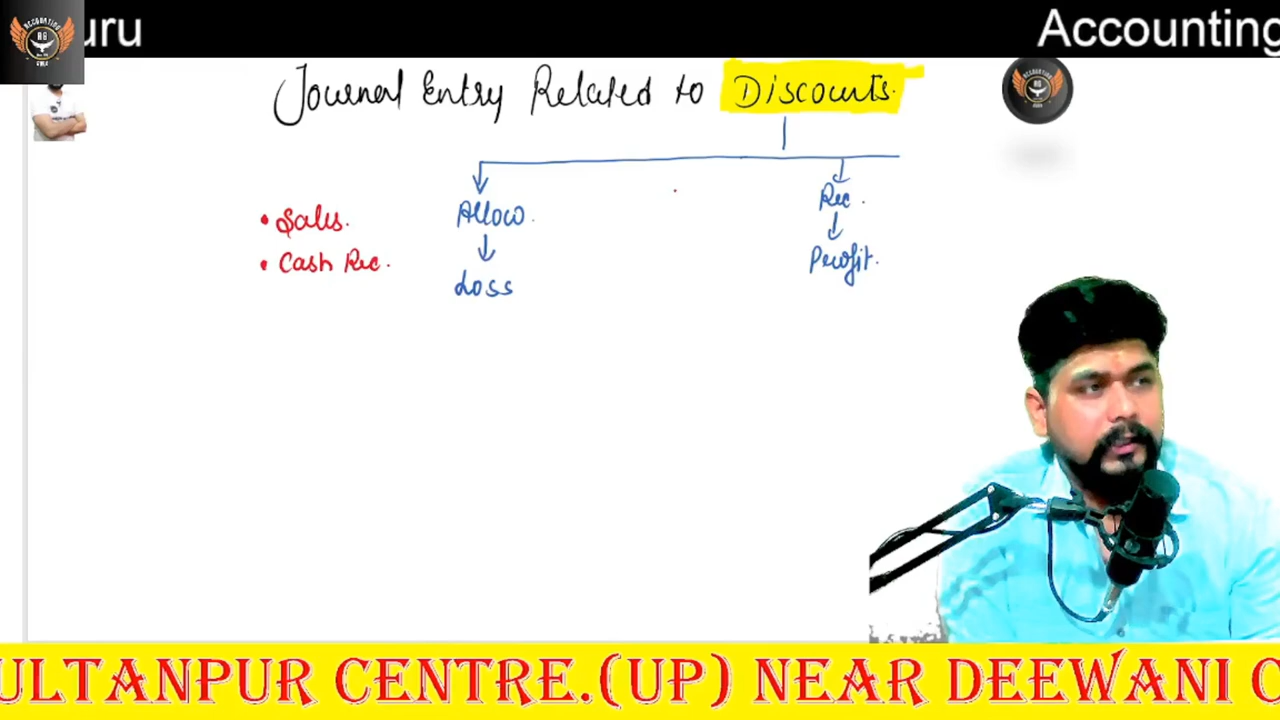 uru
Accounting
Journal Entry Related to Discounts.
Allow.
Rec.
• Sales.
• Cash Rec.
Loss
Profit.
ULTANPUR CENTRE.(UP) NEAR DEEWANI C